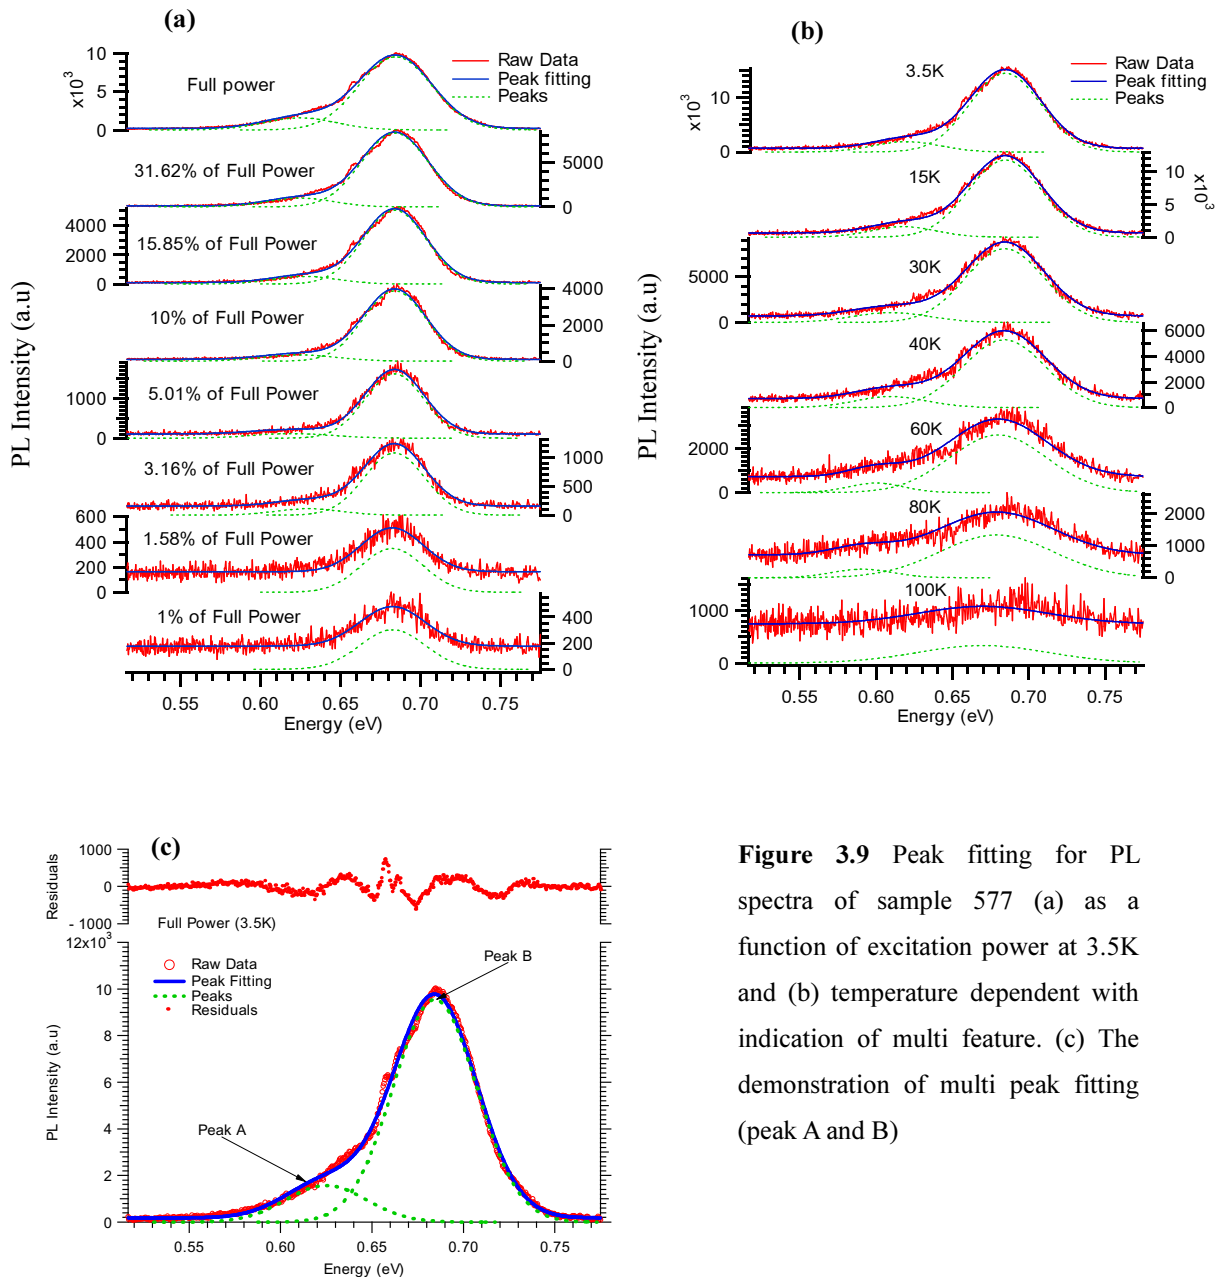 (a)
PL Intensity (a.u)
x10³
10
5
0
Full power
Raw Data
Peak fitting
Peaks
31.62% of Full Power
5000
0
4000
2000
0
15.85% of Full Power
10% of Full Power
4000
2000
0
1000
0
5.01% of Full Power
3.16% of Full Power
1000
500
0
600
400
200
0
1.58% of Full Power
1% of Full Power
400
200
0
0.55 0.60 0.65 0.70 0.75
Energy (eV)
(b)
PL Intensity (a.u)
x10³
10
0
3.5K
Raw Data
Peak fitting
Peaks
15K
10
5
0
x10³
5000
0
30K
40K
6000
4000
2000
0
2000
0
60K
80K
2000
1000
0
1000
0
100K
0.55 0.60 0.65 0.70 0.75
Energy (eV)
(c)
Residuals
1000
0
- 1000
Full Power (3.5K)
12x10³
10
8
6
4
2
0
PL Intensity (a.u)
Raw Data
Peak Fitting
Peaks
Residuals
Peak B
Peak A
0.55 0.60 0.65 0.70 0.75
Energy (eV)
Figure 3.9 Peak fitting for PL
spectra of sample 577 (a) as a
function of excitation power at 3.5K
and (b) temperature dependent with
indication of multi feature. (c) The
demonstration of multi peak fitting
(peak A and B)